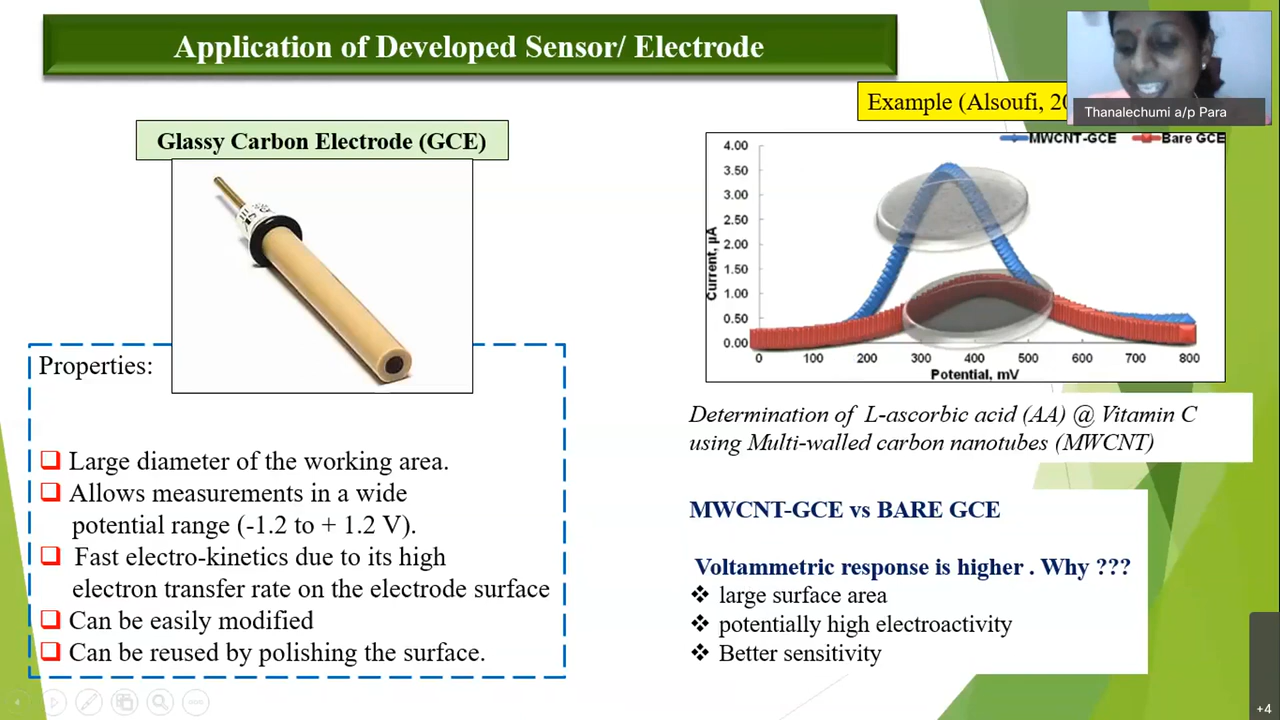 Application of Developed Sensor/ Electrode
Thanalechumi a/p Para
Example (Alsoufi, 20
Glassy Carbon Electrode (GCE)
MWCNT-GCE
Bare GCE
4.00
3.50
3.00
2.50
2.00
1.50
1.00
0.50
0.00
Current, µA
0 100 200 300 400 500 600 700 800
Potential, mV
Properties:
Large diameter of the working area.
Allows measurements in a wide
potential range (-1.2 to + 1.2 V).
Fast electro-kinetics due to its high
electron transfer rate on the electrode surface
Can be easily modified
Can be reused by polishing the surface.
Determination of L-ascorbic acid (AA) @ Vitamin C
using Multi-walled carbon nanotubes (MWCNT)
MWCNT-GCE vs BARE GCE
Voltammetric response is higher . Why ???
large surface area
potentially high electroactivity
Better sensitivity
+4